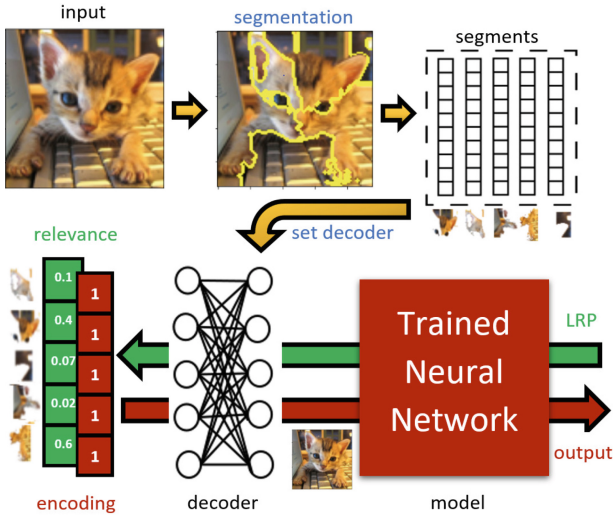 input
segmentation
segments
relevance
set decoder
0.1
1
0.4
1
0.07
1
0.02
1
0.6
1
Trained
Neural
Network
LRP
output
encoding
decoder
model